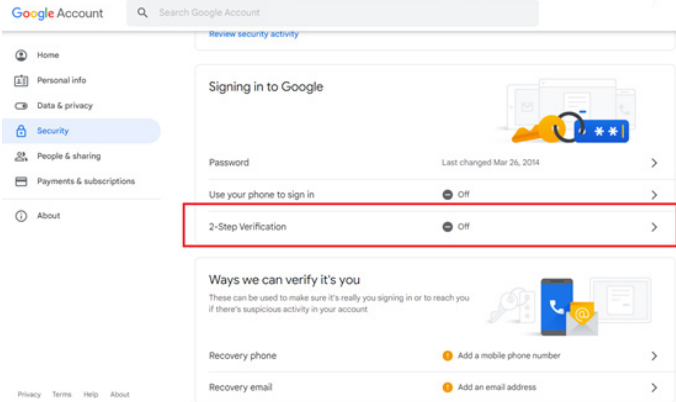 Google Account
Search Google Account
Review security activity
Home
Personal info
Data & privacy
Security
People & sharing
Payments & subscriptions
About
Signing in to Google
**
Password Last changed Mar 26, 2014
Use your phone to sign in Off
2-Step Verification Off
Ways we can verify it's you
These can be used to make sure it's really you signing in or to reach you
if there's suspicious activity in your account
@
Recovery phone ! Add a mobile phone number
Recovery email ! Add an email address
Privacy Terms Help About